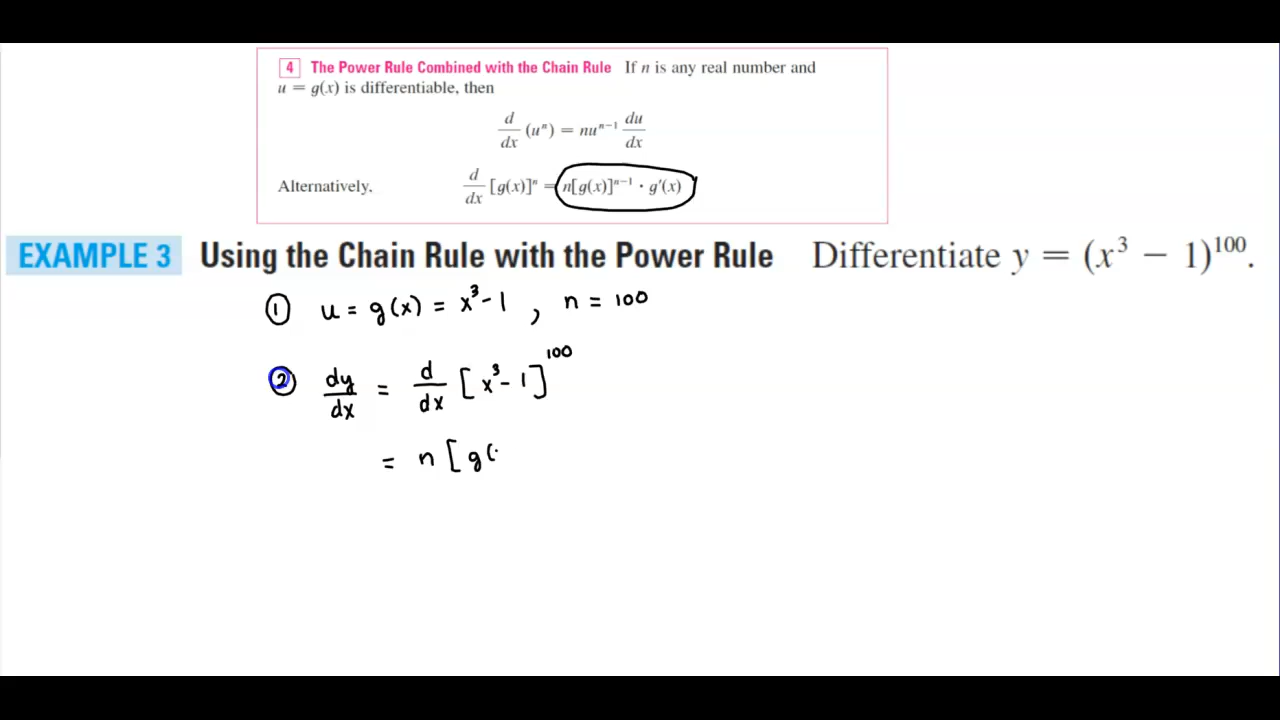 4 The Power Rule Combined with the Chain Rule If n is any real number and
u = g(x) is differentiable, then
d/dx (uⁿ) = nuⁿ⁻¹ du/dx
Alternatively, d/dx [g(x)]ⁿ = n[g(x)]ⁿ⁻¹ · g′(x)
EXAMPLE 3 Using the Chain Rule with the Power Rule Differentiate y = (x³ − 1)¹⁰⁰.
① u = g(x) = x³ - 1 , n = 100
② dy/dx = d/dx [x³ - 1]¹⁰⁰
= n [g(